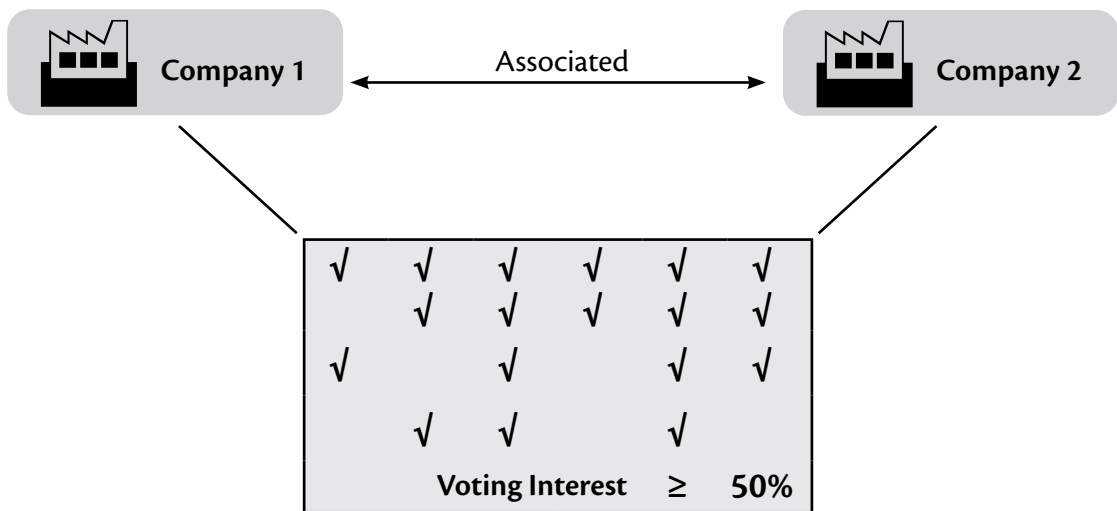 Company 1
Associated
Company 2
√ √ √ √ √ √
√ √ √ √ √
√ √ √ √
√ √ √
Voting Interest ≥ 50%